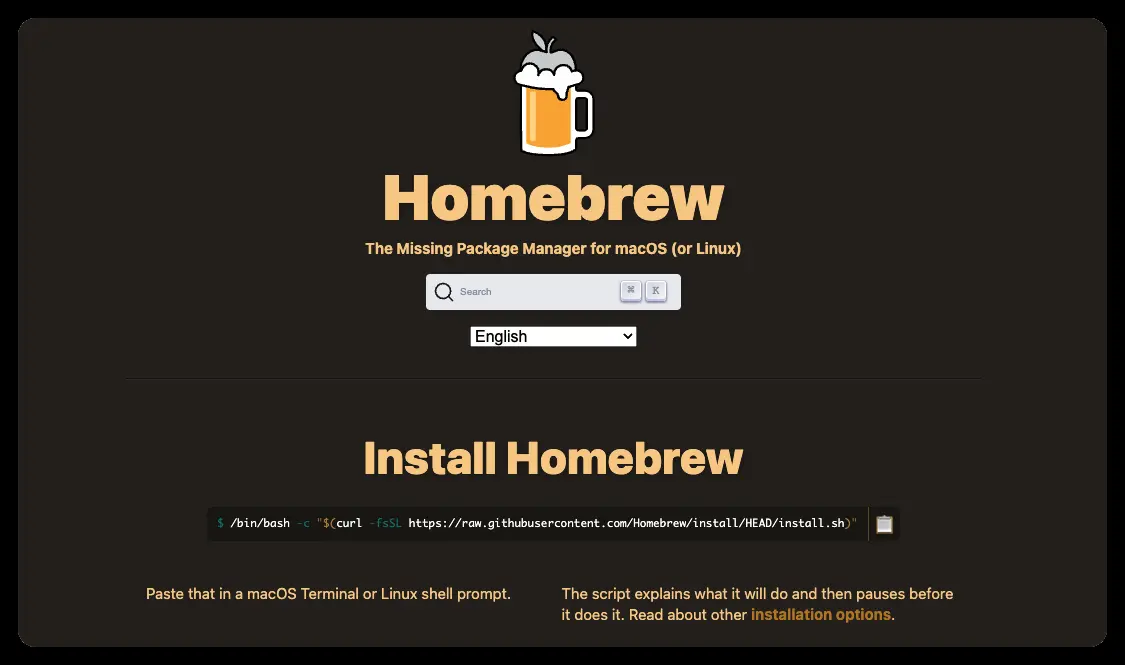 Homebrew
The Missing Package Manager for macOS (or Linux)
Search ⌘ K
English
Install Homebrew
$ /bin/bash -c "$(curl -fsSL https://raw.githubusercontent.com/Homebrew/install/HEAD/install.sh)"
Paste that in a macOS Terminal or Linux shell prompt.
The script explains what it will do and then pauses before
it does it. Read about other installation options.